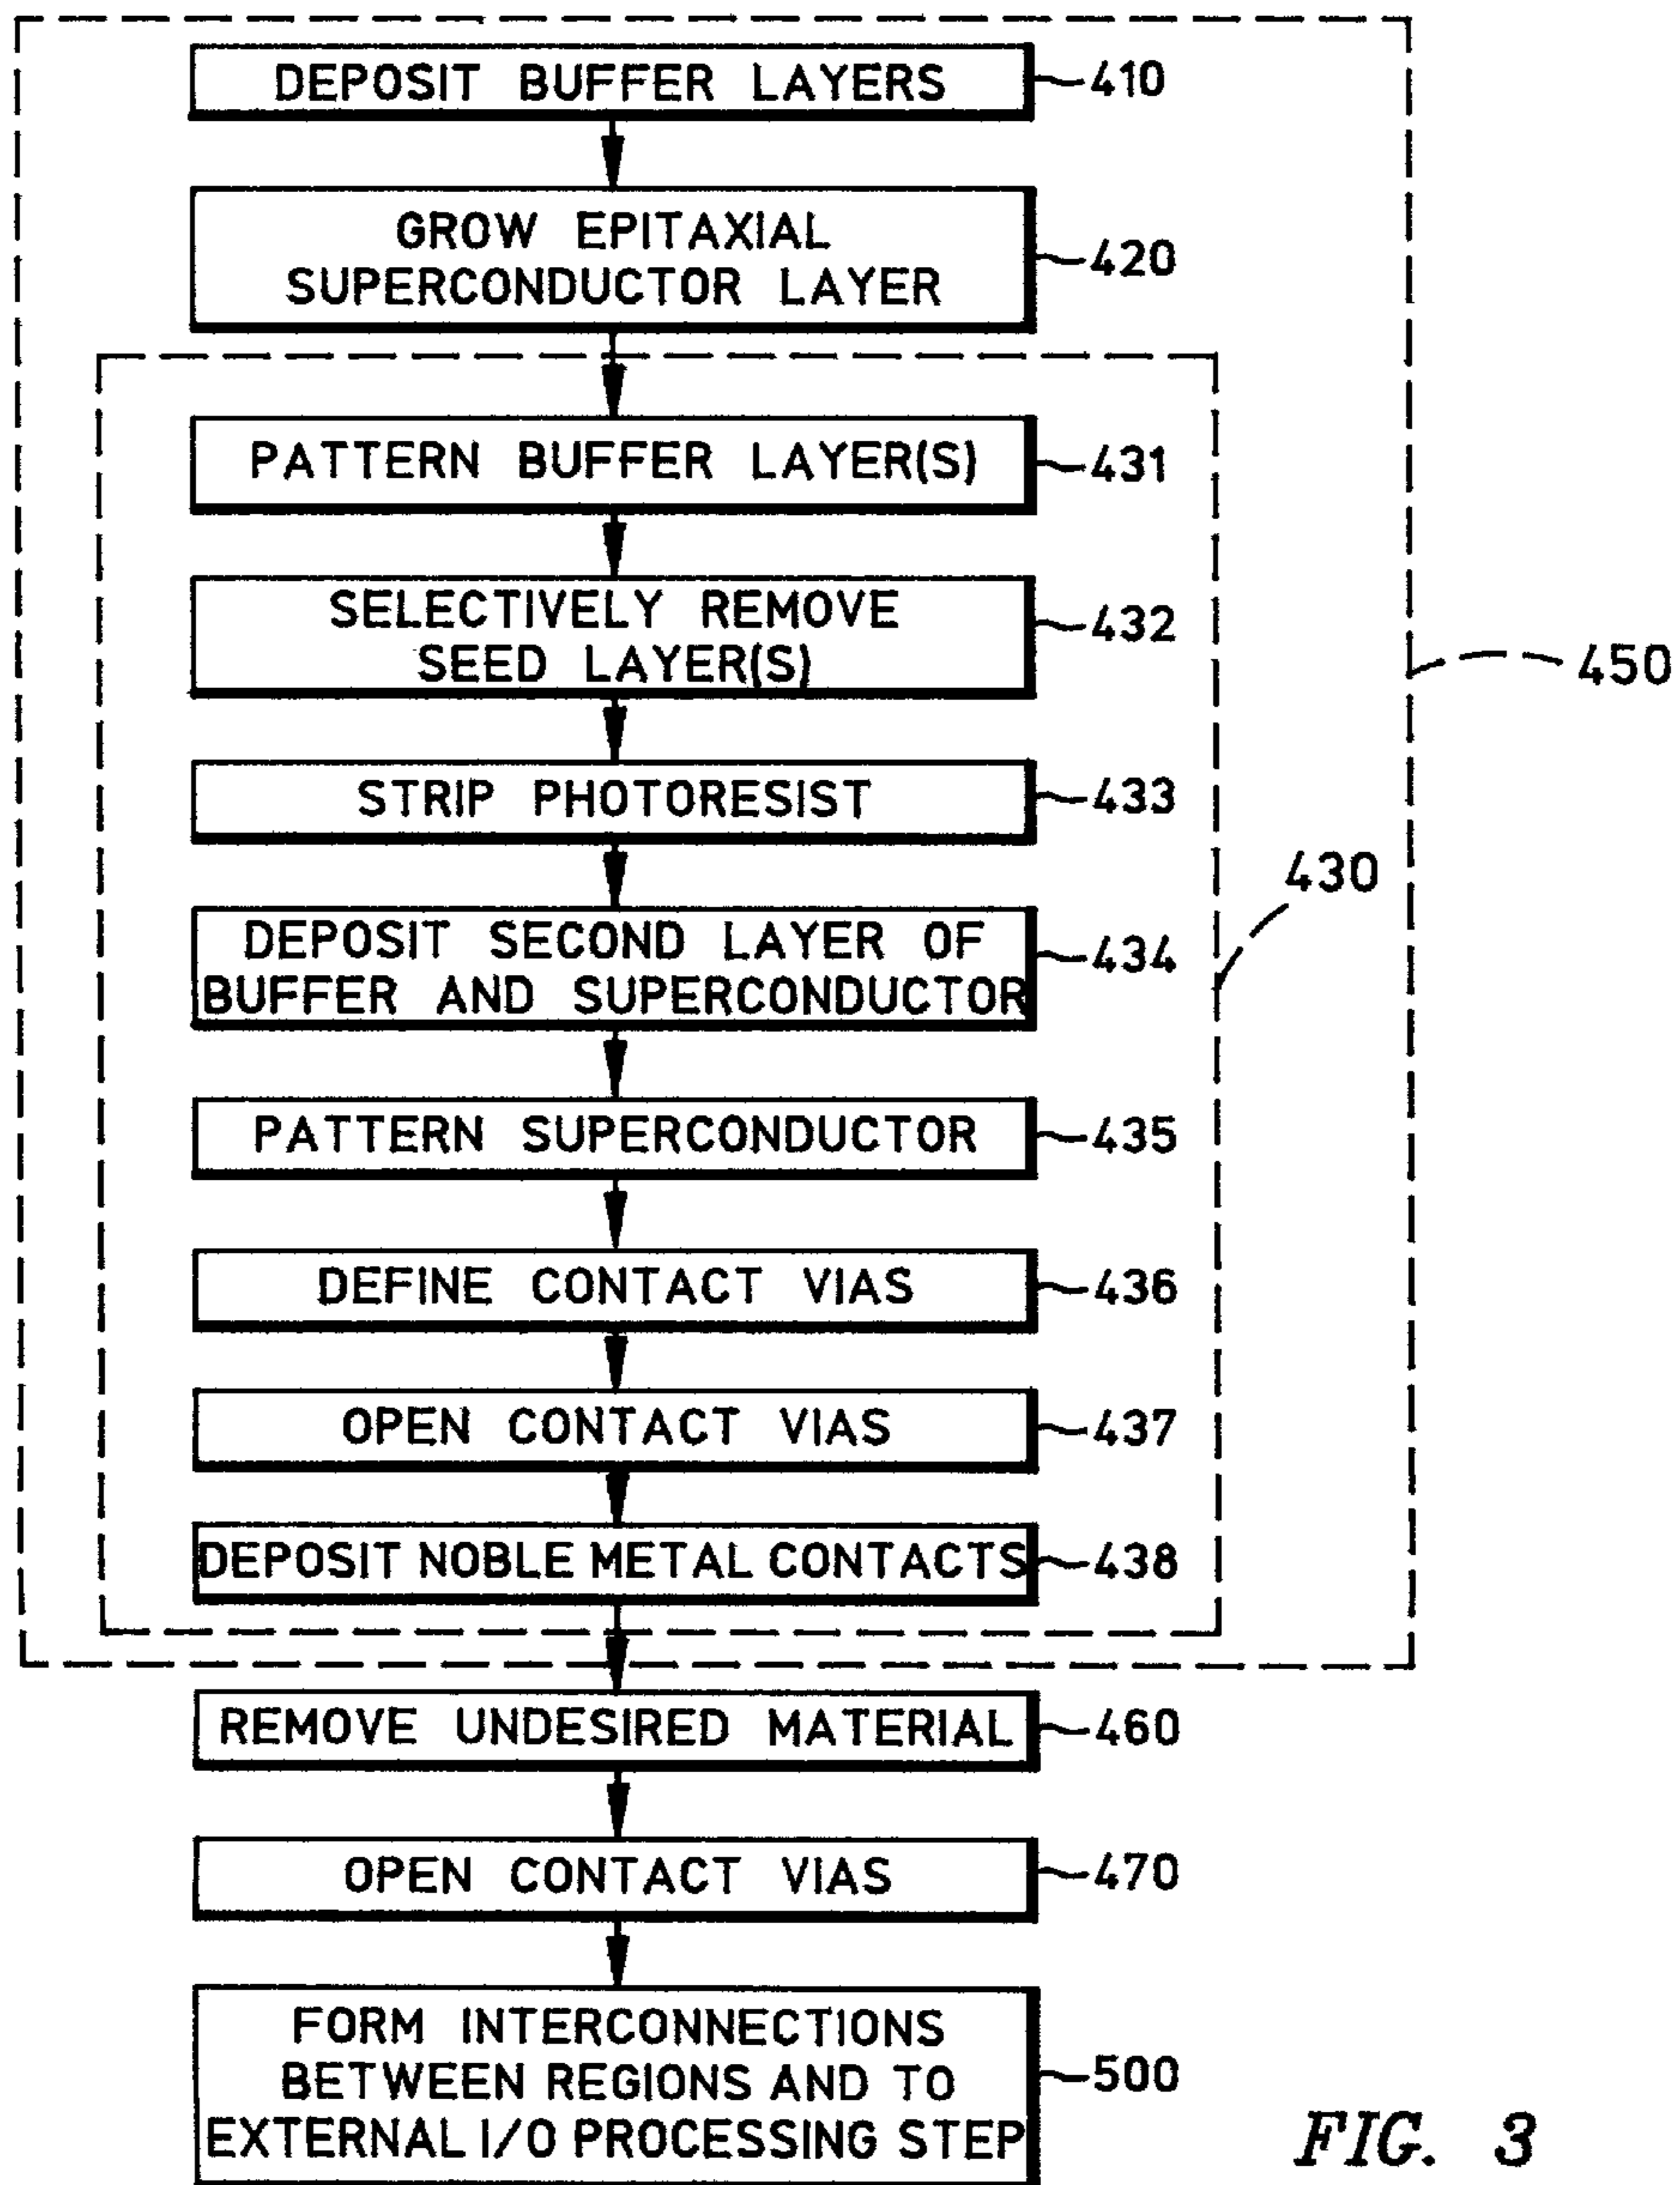 DEPOSIT BUFFER LAYERS
410
GROW EPITAXIAL
SUPERCONDUCTOR LAYER
420
PATTERN BUFFER LAYER(S)
431
SELECTIVELY REMOVE
SEED LAYER(S)
432
450
STRIP PHOTORESIST
433
430
DEPOSIT SECOND LAYER OF
BUFFER AND SUPERCONDUCTOR
434
PATTERN SUPERCONDUCTOR
435
DEFINE CONTACT VIAS
436
OPEN CONTACT VIAS
437
DEPOSIT NOBLE METAL CONTACTS
438
REMOVE UNDESIRED MATERIAL
460
OPEN CONTACT VIAS
470
FORM INTERCONNECTIONS
BETWEEN REGIONS AND TO
EXTERNAL I/O PROCESSING STEP
500
FIG. 3